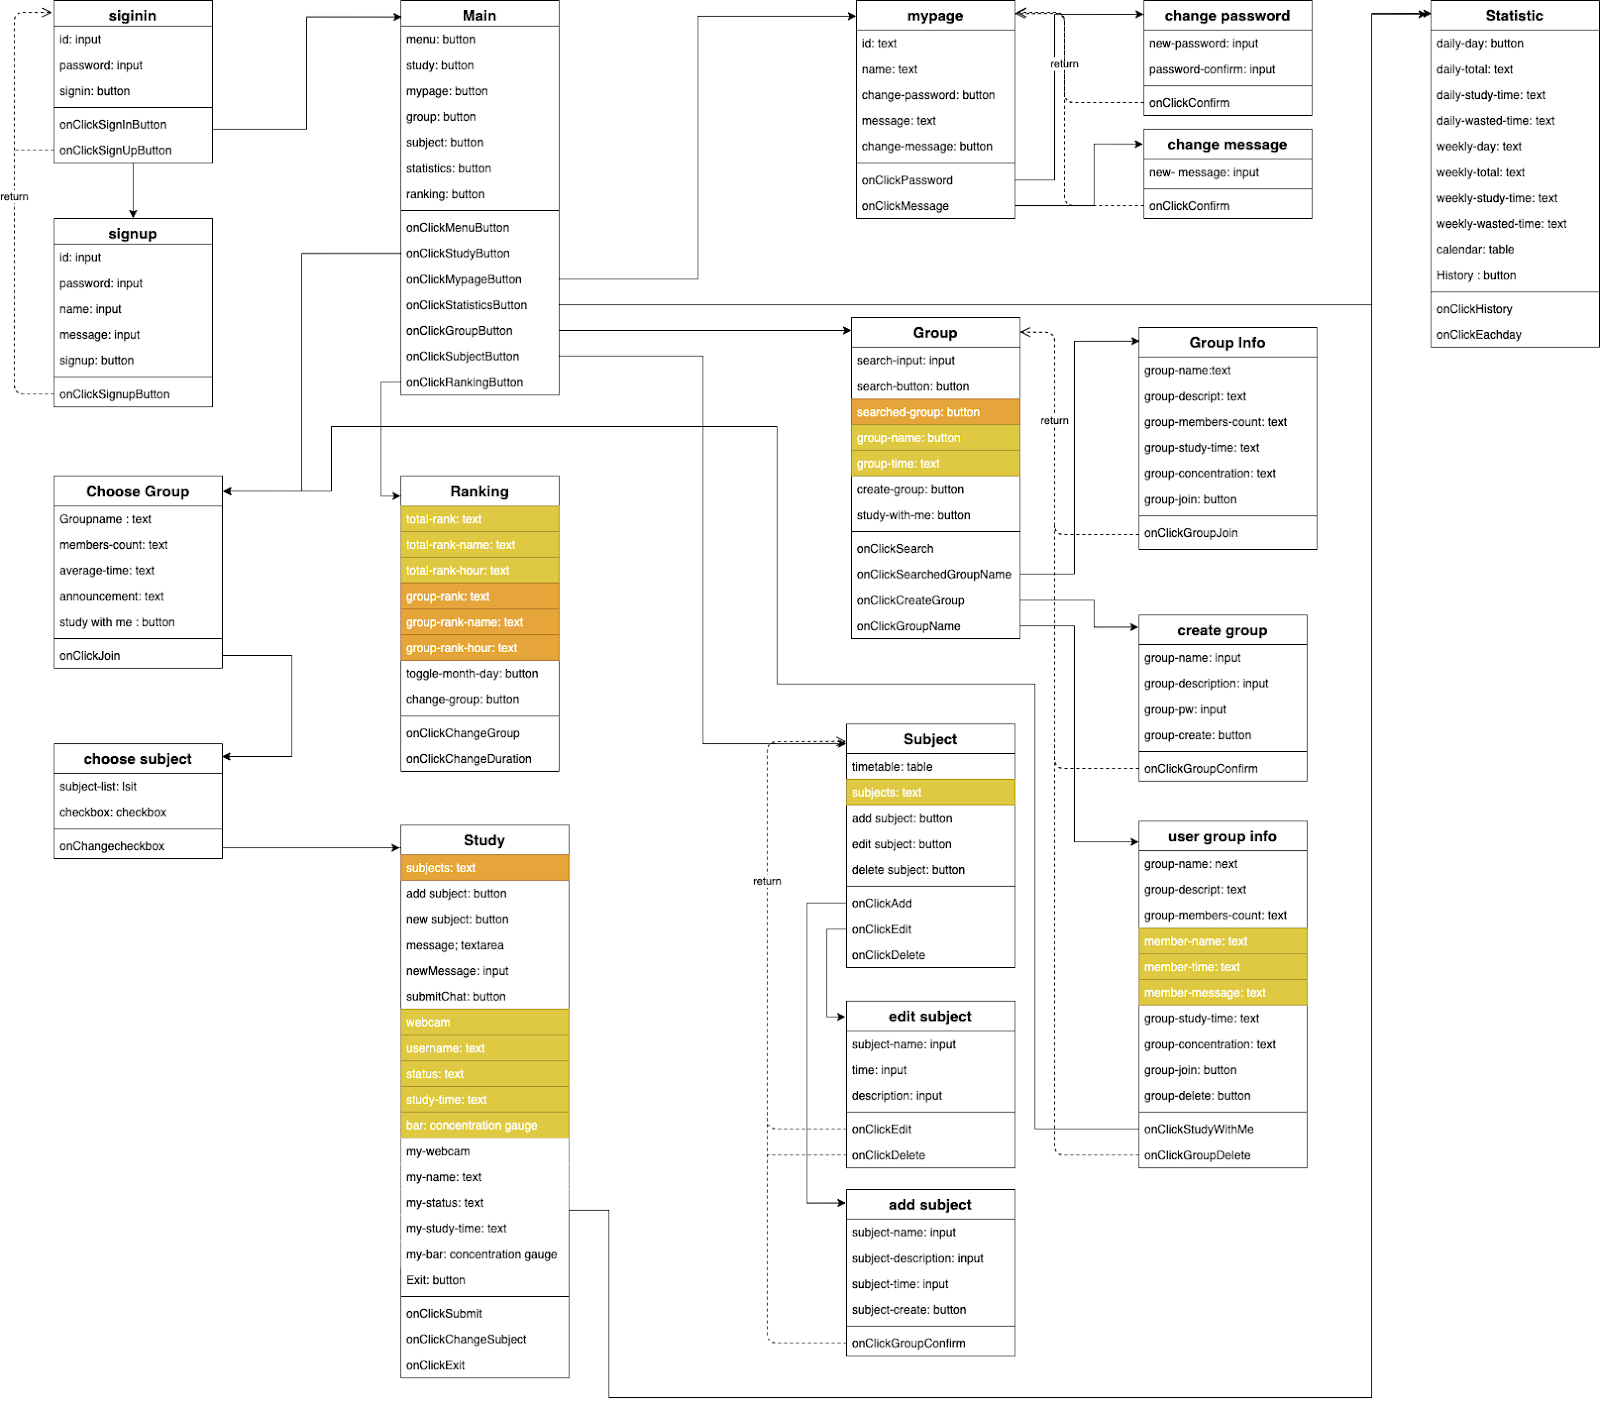 siginin
id: input
password: input
signin: button
onClickSignInButton
onClickSignUpButton
return
signup
id: input
password: input
name: input
message: input
signup: button
onClickSignupButton
Main
menu: button
study: button
mypage: button
group: button
subject: button
statistics: button
ranking: button
onClickMenuButton
onClickStudyButton
onClickMypageButton
onClickStatisticsButton
onClickGroupButton
onClickSubjectButton
onClickRankingButton
mypage
id: text
name: text
change-password: button
message: text
change-message: button
onClickPassword
onClickMessage
return
change password
new-password: input
password-confirm: input
onClickConfirm
change message
new- message: input
onClickConfirm
Statistic
daily-day: button
daily-total: text
daily-study-time: text
daily-wasted-time: text
weekly-day: text
weekly-total: text
weekly-study-time: text
weekly-wasted-time: text
calendar: table
History : button
onClickHistory
onClickEachday
Group
search-input: input
search-button: button
searched-group: button
group-name: button
group-time: text
create-group: button
study-with-me: button
onClickSearch
onClickSearchedGroupName
onClickCreateGroup
onClickGroupName
return
Group Info
group-name:text
group-descript: text
group-members-count: text
group-study-time: text
group-concentration: text
group-join: button
onClickGroupJoin
create group
group-name: input
group-description: input
group-pw: input
group-create: button
onClickGroupConfirm
user group info
group-name: next
group-descript: text
group-members-count: text
member-name: text
member-time: text
member-message: text
group-study-time: text
group-concentration: text
group-join: button
group-delete: button
onClickStudyWithMe
onClickGroupDelete
Choose Group
Groupname : text
members-count: text
average-time: text
announcement: text
study with me : button
onClickJoin
choose subject
subject-list: lsit
checkbox: checkbox
onChangecheckbox
Ranking
total-rank: text
total-rank-name: text
total-rank-hour: text
group-rank: text
group-rank-name: text
group-rank-hour: text
toggle-month-day: button
change-group: button
onClickChangeGroup
onClickChangeDuration
Study
subjects: text
add subject: button
new subject: button
message; textarea
newMessage: input
submitChat: button
webcam
username: text
status: text
study-time: text
bar: concentration gauge
my-webcam
my-name: text
my-status: text
my-study-time: text
my-bar: concentration gauge
Exit: button
onClickSubmit
onClickChangeSubject
onClickExit
Subject
timetable: table
subjects: text
add subject: button
edit subject: button
delete subject: button
onClickAdd
onClickEdit
onClickDelete
return
edit subject
subject-name: input
time: input
description: input
onClickEdit
onClickDelete
add subject
subject-name: input
subject-description: input
subject-time: input
subject-create: button
onClickGroupConfirm